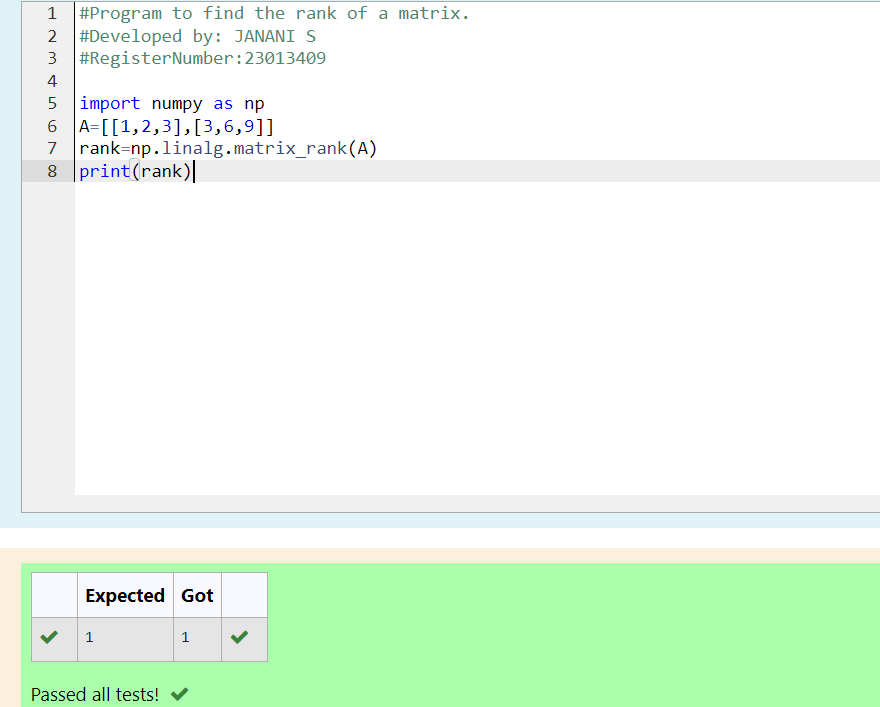 1 #Program to find the rank of a matrix.
2 #Developed by: JANANI S
3 #RegisterNumber:23013409
4
5 import numpy as np
6 A=[[1,2,3],[3,6,9]]
7 rank=np.linalg.matrix_rank(A)
8 print(rank)
Expected Got
1 1
Passed all tests!